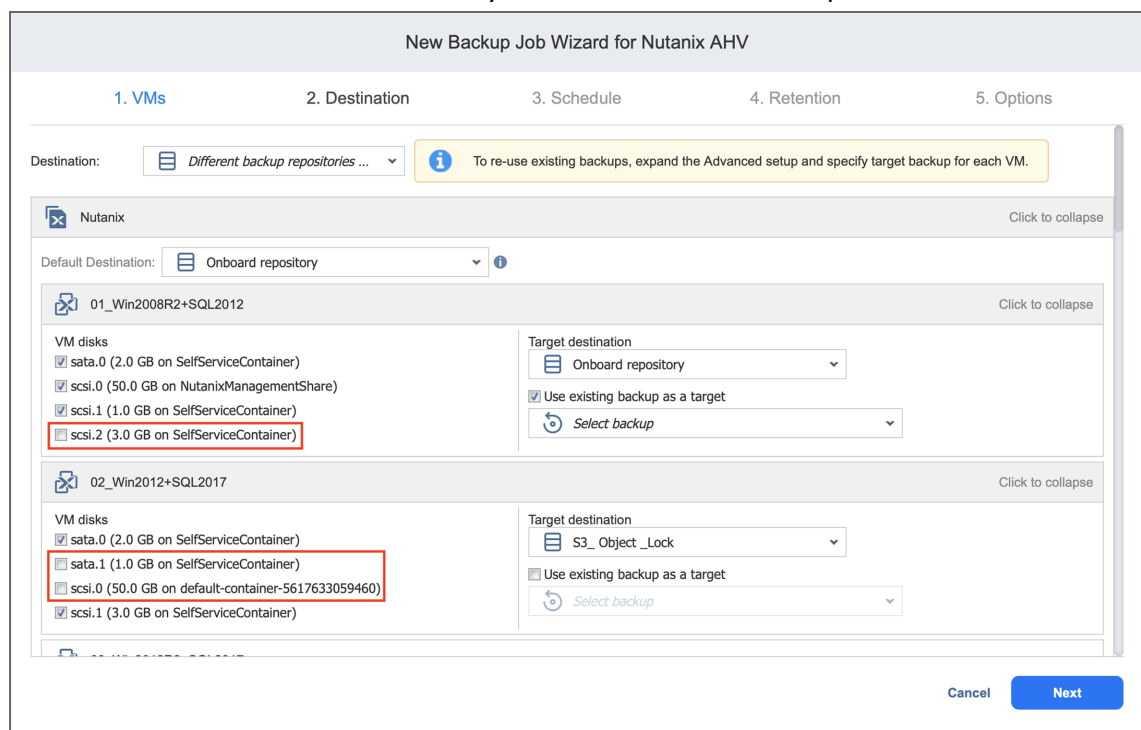 New Backup Job Wizard for Nutanix AHV
1. VMs 2. Destination 3. Schedule 4. Retention 5. Options
Destination: Different backup repositories ... To re-use existing backups, expand the Advanced setup and specify target backup for each VM.
Nutanix Click to collapse
Default Destination: Onboard repository
01_Win2008R2+SQL2012 Click to collapse
VM disks
sata.0 (2.0 GB on SelfServiceContainer)
scsi.0 (50.0 GB on NutanixManagementShare)
scsi.1 (1.0 GB on SelfServiceContainer)
scsi.2 (3.0 GB on SelfServiceContainer)
Target destination
Onboard repository
Use existing backup as a target
Select backup
02_Win2012+SQL2017 Click to collapse
VM disks
sata.0 (2.0 GB on SelfServiceContainer)
sata.1 (1.0 GB on SelfServiceContainer)
scsi.0 (50.0 GB on default-container-5617633059460)
scsi.1 (3.0 GB on SelfServiceContainer)
Target destination
S3_ Object _Lock
Use existing backup as a target
Select backup
Cancel Next